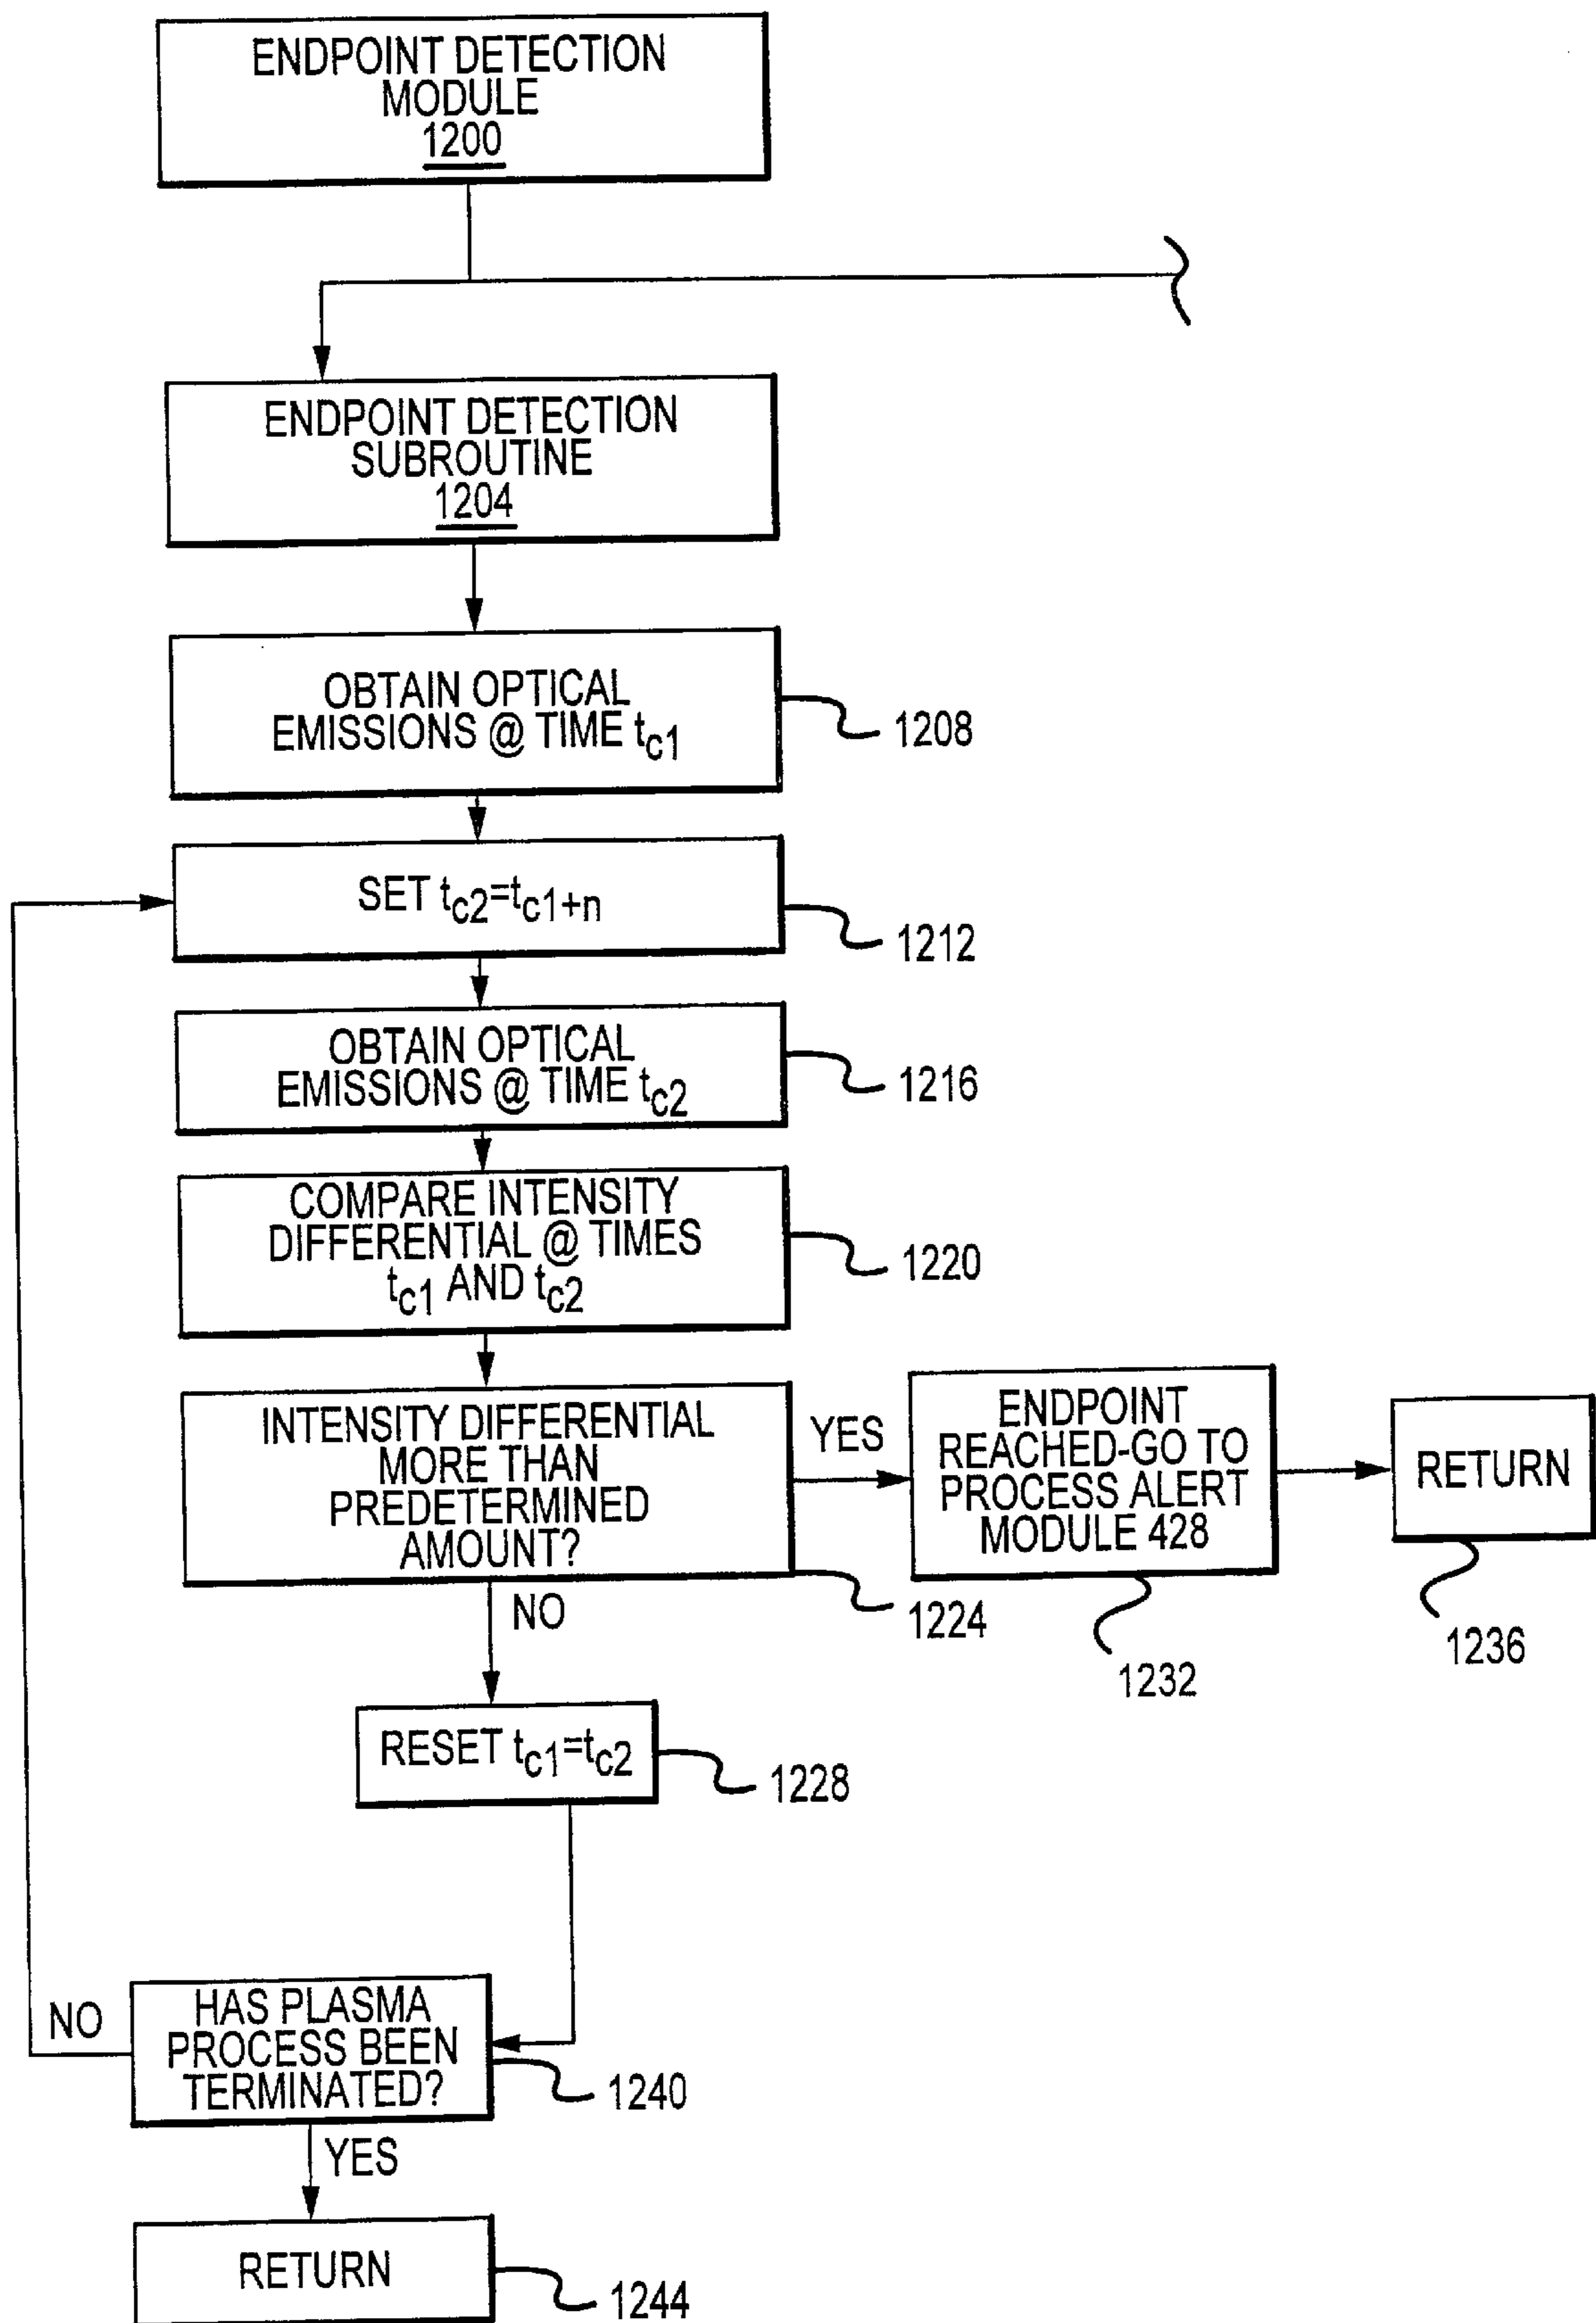 ENDPOINT DETECTION
MODULE
1200
ENDPOINT DETECTION
SUBROUTINE
1204
OBTAIN OPTICAL
EMISSIONS @ TIME tc1
1208
SET tc2=tc1+n
1212
OBTAIN OPTICAL
EMISSIONS @ TIME tc2
1216
COMPARE INTENSITY
DIFFERENTIAL @ TIMES
tc1 AND tc2
1220
INTENSITY DIFFERENTIAL
MORE THAN
PREDETERMINED
AMOUNT?
1224
YES
ENDPOINT
REACHED-GO TO
PROCESS ALERT
MODULE 428
1232
RETURN
1236
NO
RESET tc1=tc2
1228
HAS PLASMA
PROCESS BEEN
TERMINATED?
1240
NO
YES
RETURN
1244